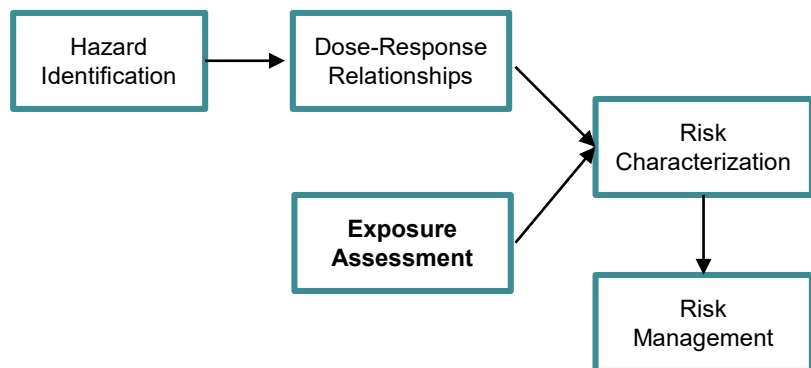 Hazard
Identification
Dose-Response
Relationships
Exposure
Assessment
Risk
Characterization
Risk
Management